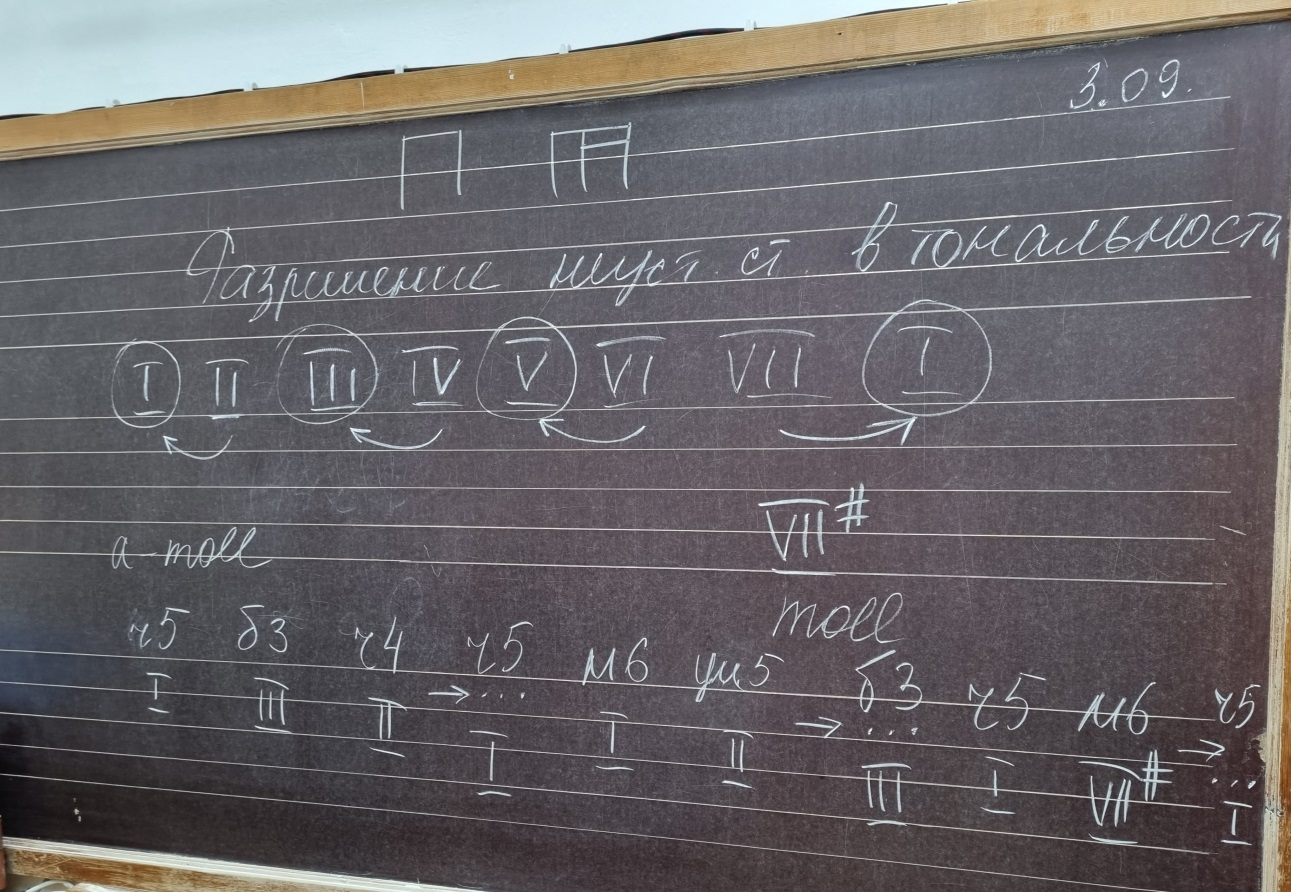 3.09.
Разрешение неуст. ст. в тональности
I II III IV V VI VII I
VII#
a-moll
moll
ч5 б3 ч4 → ч5 м6 ум5 → б3 ч5 м6 → ч5
I III II ... I I II ... III I VII# ... I